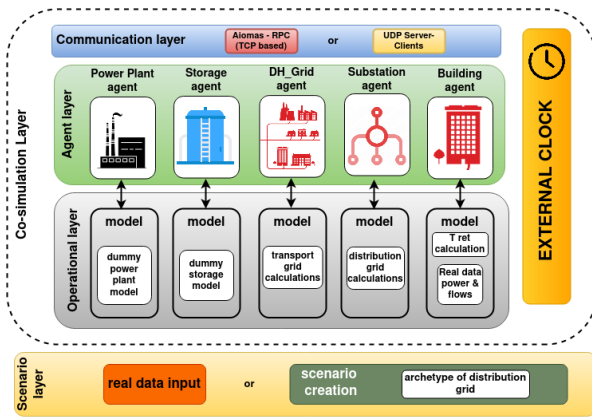 Communication layer
Aiomas - RPC
(TCP based)
or
UDP Server-
Clients
Co-simulation Layer
Agent layer
Power Plant
agent
Storage
agent
DH_Grid
agent
Substation
agent
Building
agent
EXTERNAL CLOCK
Operational layer
model
dummy
power
plant
model
model
dummy
storage
model
model
transport
grid
calculations
model
distribution
grid
calculations
model
T ret
calculation
Real data
power &
flows
Scenario
layer
real data input
or
scenario
creation
archetype of distribution
grid